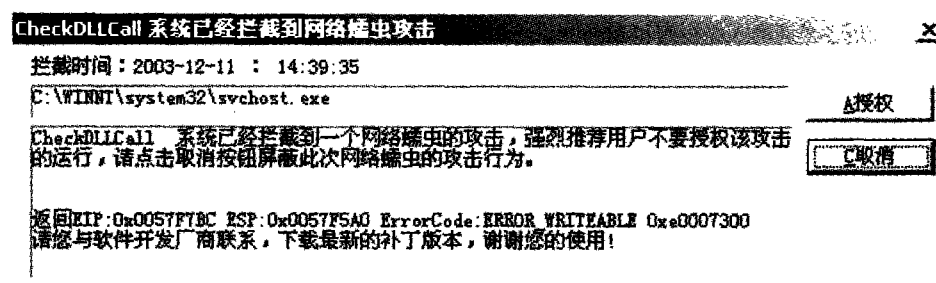 CheckDLLCall 系统已经拦截到网络蠕虫攻击
拦截时间：2003-12-11 : 14:39:35
C:\WINNT\system32\svchost.exe
A授权
CheckDLLCall 系统已经拦截到一个网络蠕虫的攻击，强烈推荐用户不要授权该攻击
的运行，请点击取消按钮屏蔽此次网络蠕虫的攻击行为。
C取消
返回EIP:0x0057F7BC ESP:0x0057F5A0 ErrorCode:ERROR_WRITEABLE 0xe0007300
请您与软件开发厂商联系，下载最新的补丁版本，谢谢您的使用!